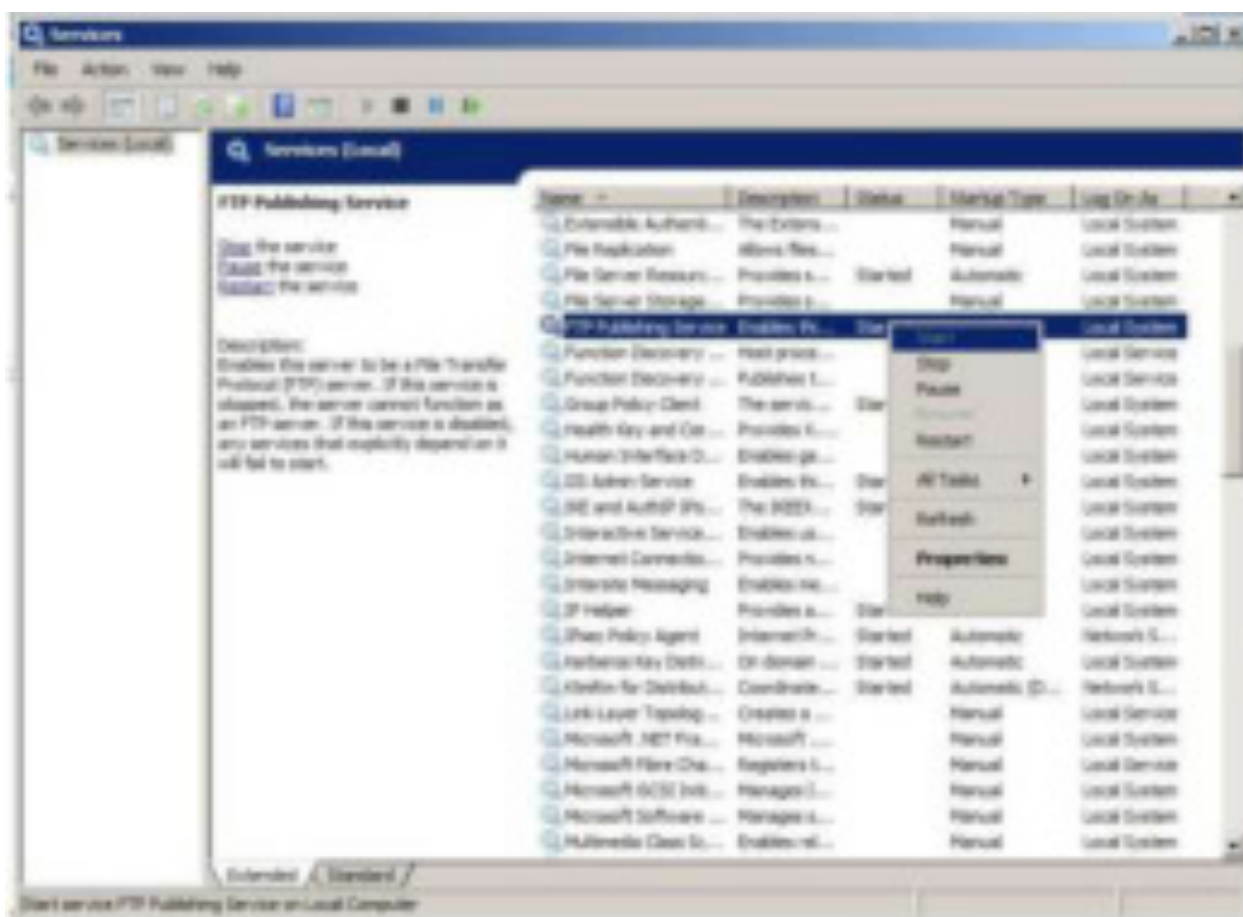 Services
File Action View Help
Services (Local)
Services (Local)
FTP Publishing Service
Stop the service
Pause the service
Restart the service
Description:
Enables this server to be a File Transfer
Protocol (FTP) server. If this service is
stopped, the server cannot function as
an FTP server. If this service is disabled,
any services that explicitly depend on it
will fail to start.
Name Description Status Startup Type Log On As
Extensible Authenti... The Extens... Manual Local System
File Replication Allows files... Manual Local System
File Server Resourc... Provides s... Started Automatic Local System
File Server Storage... Provides s... Manual Local System
FTP Publishing Service Enables th... Star Local System
Function Discovery ... Host proce... Local Service
Function Discovery ... Publishes t... Local Service
Group Policy Client The servic... Star Local System
Health Key and Cer... Provides X.... Local System
Human Interface D... Enables ge... Local System
IIS Admin Service Enables th... Star Local System
IKE and AuthIP IPs... The IKEEX... Star Local System
Interactive Service... Enables us... Local System
Internet Connectio... Provides n... Local System
Intersite Messaging Enables me... Local System
IP Helper Provides a... Star Local System
IPsec Policy Agent Internet Pr... Started Automatic Network S...
Kerberos Key Distri... On domain ... Started Automatic Local System
KtmRm for Distribut... Coordinate... Started Automatic (D... Network S...
Link-Layer Topolog... Creates a ... Manual Local Service
Microsoft .NET Fra... Microsoft ... Manual Local System
Microsoft Fibre Cha... Registers t... Manual Local Service
Microsoft iSCSI Initi... Manages I... Manual Local System
Microsoft Software ... Manages s... Manual Local System
Multimedia Class Sc... Enables rel... Manual Local System
Start
Stop
Pause
Resume
Restart
All Tasks
Refresh
Properties
Help
Extended Standard
Start service FTP Publishing Service on Local Computer